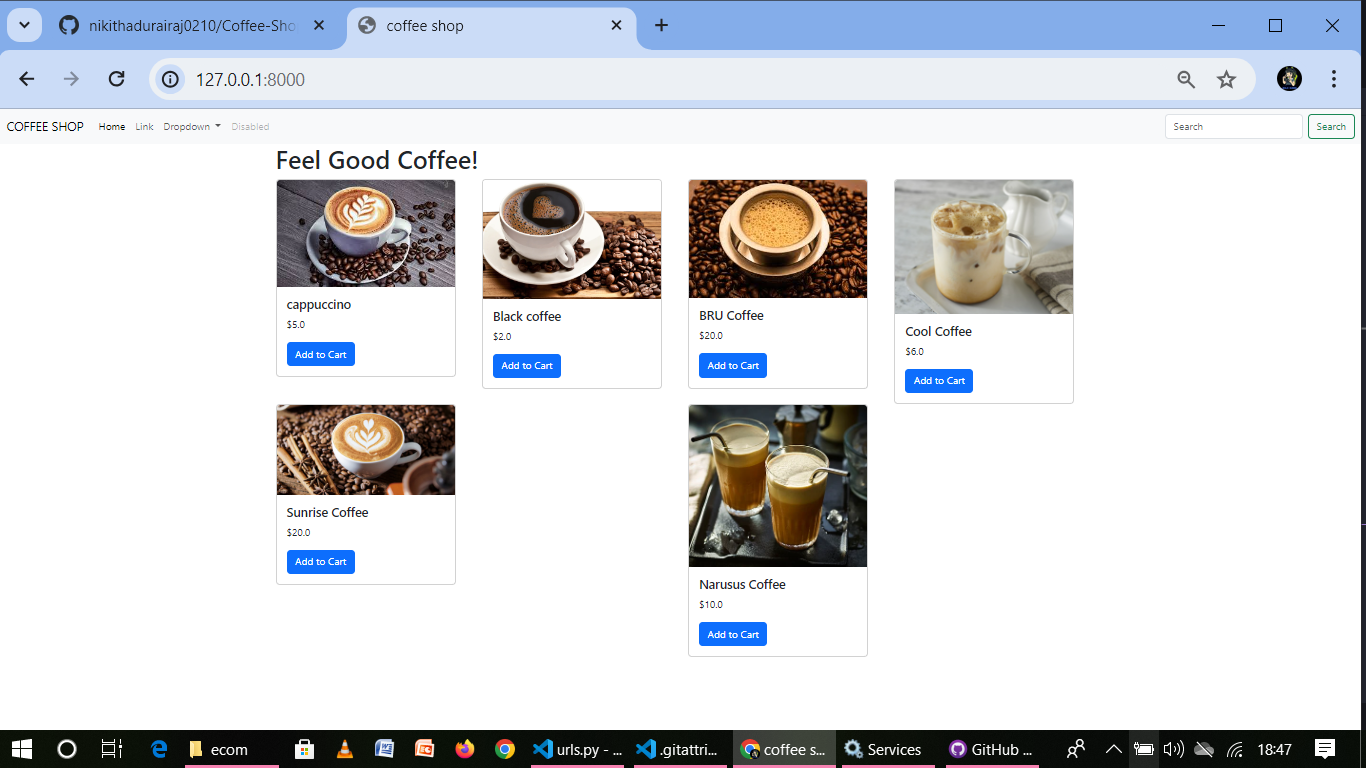 nikithadurairaj0210/Coffee-Sho
coffee shop
127.0.0.1:8000
COFFEE SHOP Home Link Dropdown Disabled Search Search
Feel Good Coffee!
cappuccino
$5.0
Add to Cart
Black coffee
$2.0
Add to Cart
BRU Coffee
$20.0
Add to Cart
Cool Coffee
$6.0
Add to Cart
Sunrise Coffee
$20.0
Add to Cart
Narusus Coffee
$10.0
Add to Cart
ecom urls.py - ... .gitattri... coffee s... Services GitHub ... 18:47